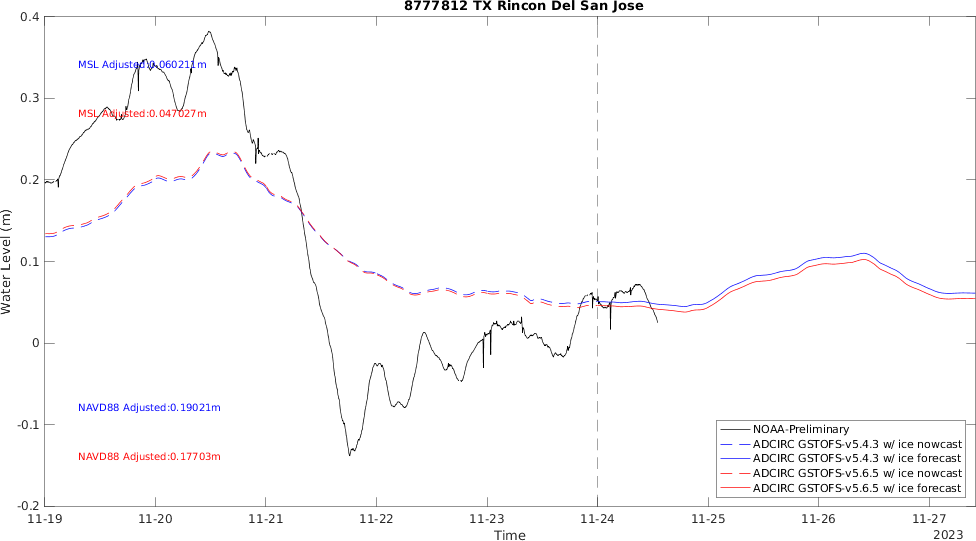 8777812 TX Rincon Del San Jose
0.4
0.3
0.2
0.1
0
-0.1
-0.2
Water Level (m)
MSL Adjusted:0.060211m
MSL Adjusted:0.047027m
NAVD88 Adjusted:0.19021m
NAVD88 Adjusted:0.17703m
NOAA-Preliminary
ADCIRC GSTOFS-v5.4.3 w/ ice nowcast
ADCIRC GSTOFS-v5.4.3 w/ ice forecast
ADCIRC GSTOFS-v5.6.5 w/ ice nowcast
ADCIRC GSTOFS-v5.6.5 w/ ice forecast
11-19 11-20 11-21 11-22 11-23 11-24 11-25 11-26 11-27
Time
2023